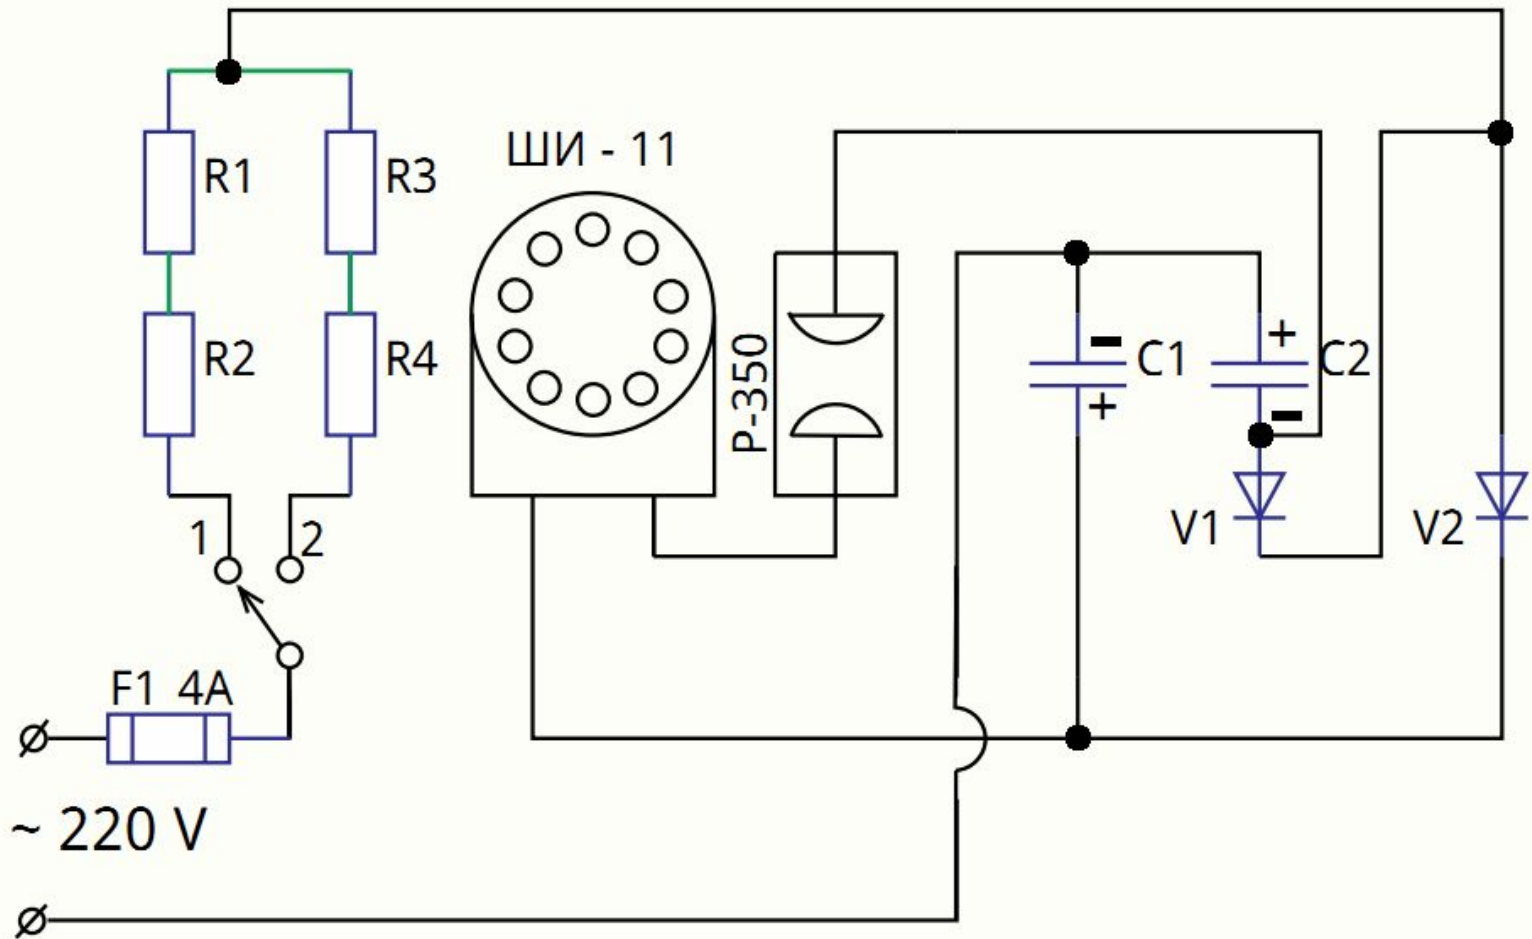 ШИ - 11
R1
R3
R2
R4
P-350
-
C1
+
+
C2
-
1
2
V1
V2
F1 4A
~ 220 V